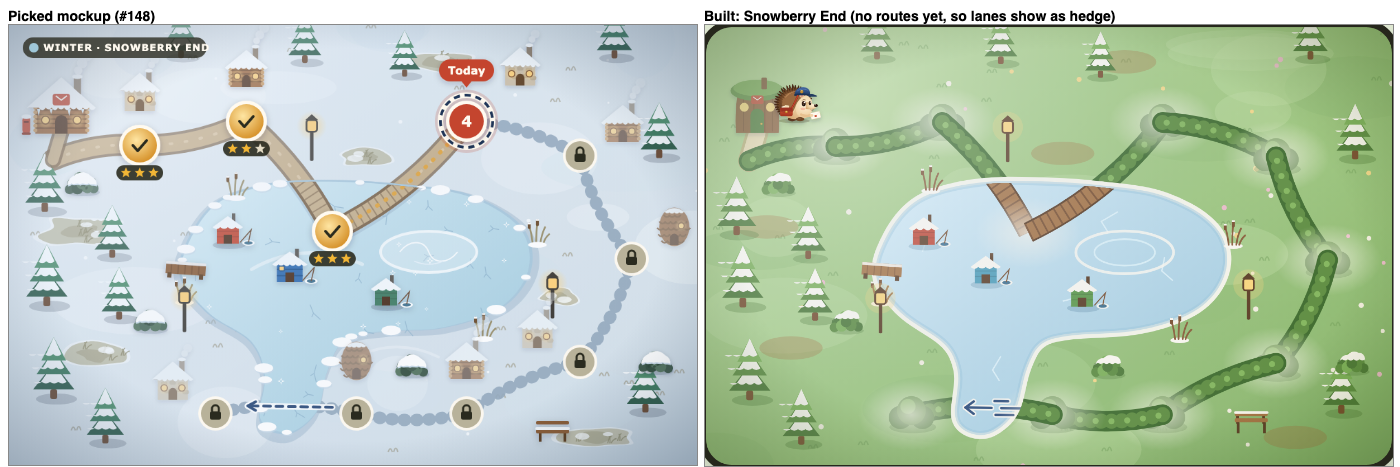 Picked mockup (#148)
Built: Snowberry End (no routes yet, so lanes show as hedge)
WINTER · SNOWBERRY END
Today
4